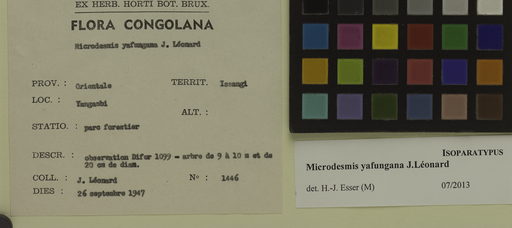 EX HERB. HORTI BOT. BRUX.
FLORA CONGOLANA
Microdesmis yafungana J. Léonard
PROV. : Orientale TERRIT. Isangi
LOC. : Yangambi
ALT. :
STATIO. : parc forestier
DESCR. : observation Difor 1099 - arbre de 9 à 10 m et de
20 cm de diam.
COLL. : J. Léonard N° : 1446
DIES : 26 septembre 1947
ISOPARATYPUS
Microdesmis yafungana J.Léonard
det. H.-J. Esser (M) 07/2013